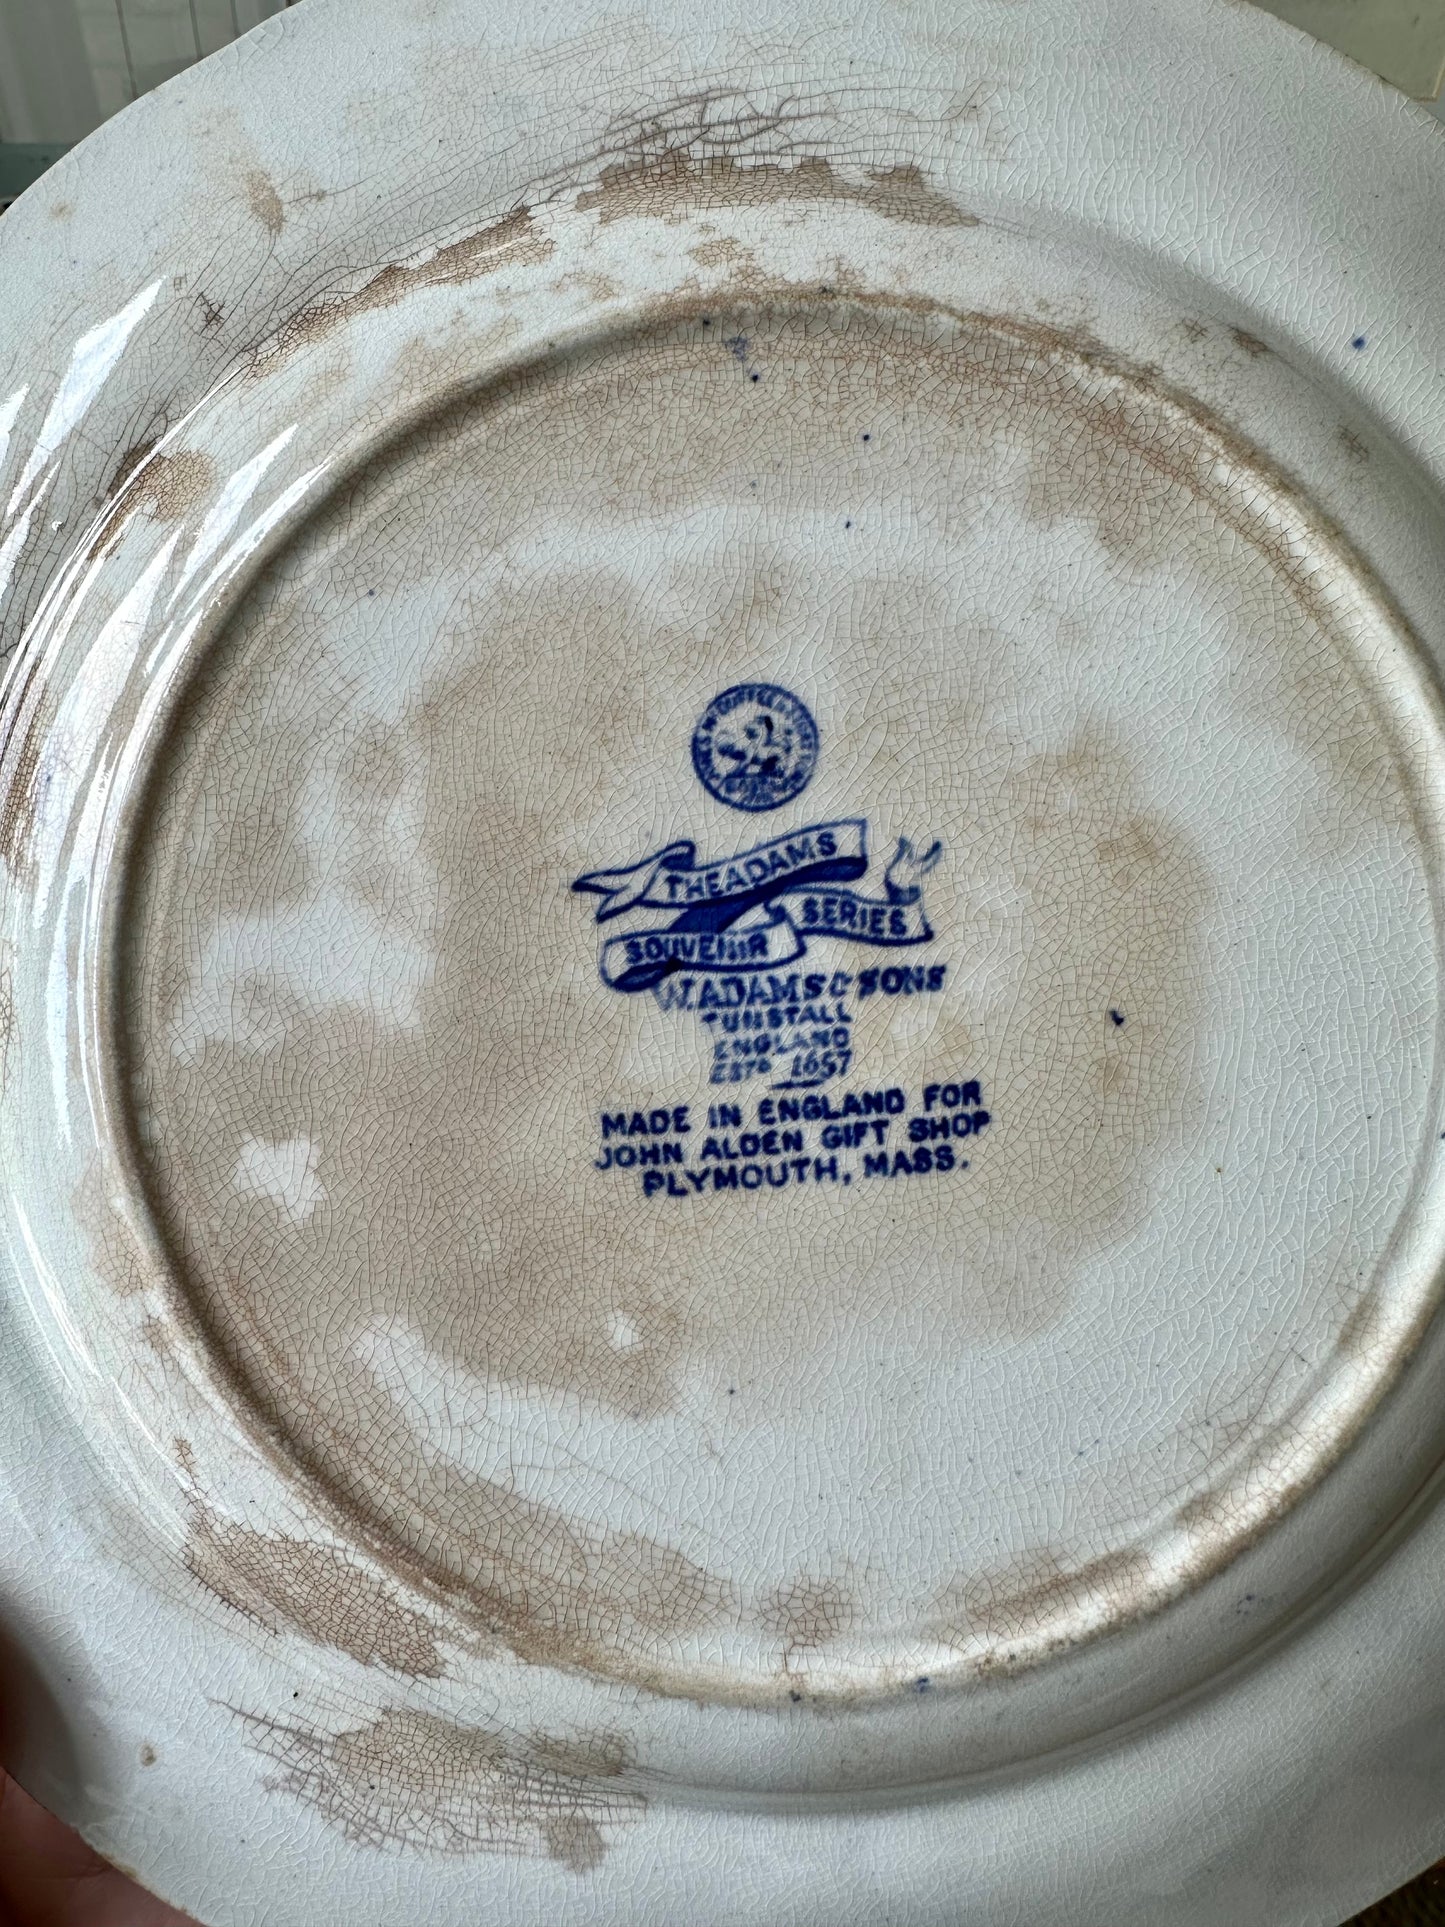 THE ADAMS
SOUVENIR SERIES
W. ADAMS & SONS
TUNSTALL
ENGLAND
ESTD 1657
MADE IN ENGLAND FOR
JOHN ALDEN GIFT SHOP
PLYMOUTH, MASS.